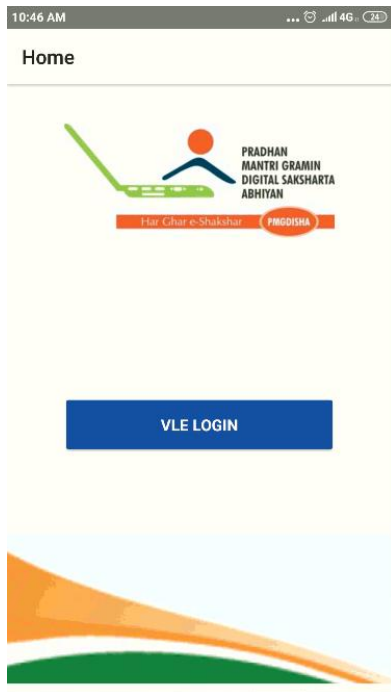 10:46 AM ... 4G 24
Home
PRADHAN
MANTRI GRAMIN
DIGITAL SAKSHARTA
ABHIYAN
Har Ghar e-Shakshar PMGDISHA
VLE LOGIN